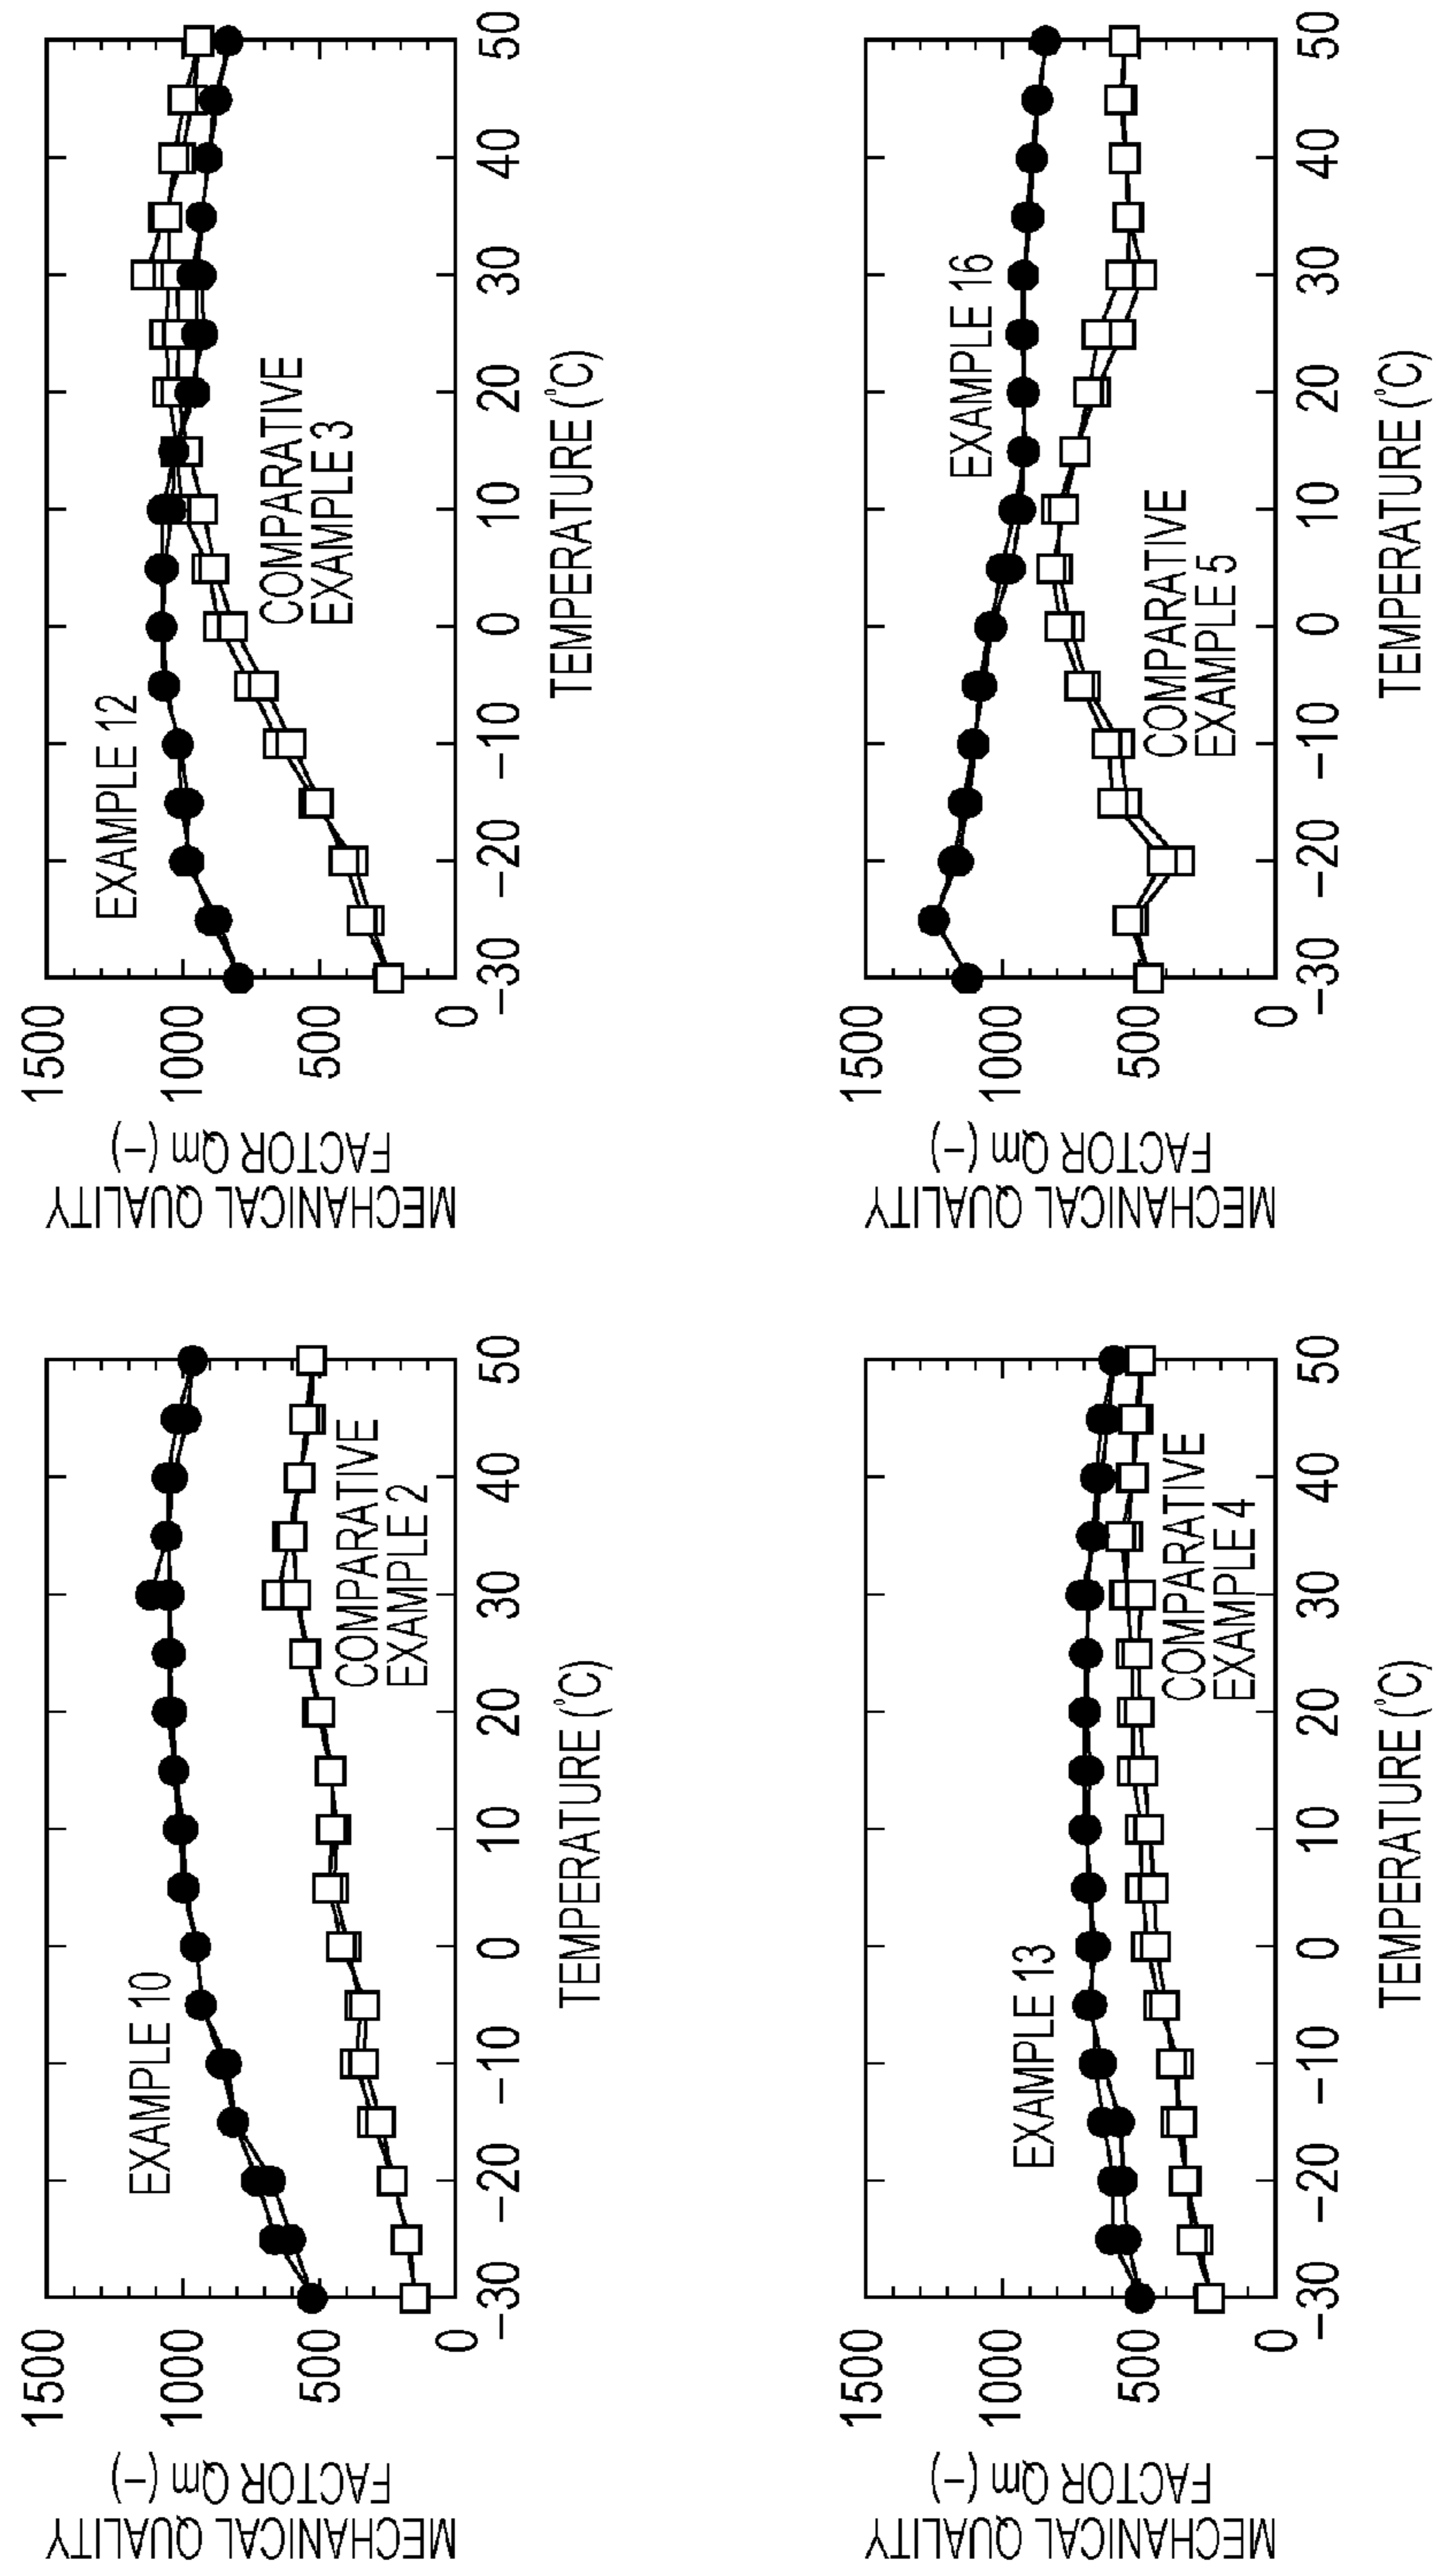 MECHANICAL QUALITY
FACTOR Qm (−)
1500
1000
500
0
EXAMPLE 10
COMPARATIVE
EXAMPLE 2
−30 −20 −10 0 10 20 30 40 50
TEMPERATURE (°C)
MECHANICAL QUALITY
FACTOR Qm (−)
1500
1000
500
0
EXAMPLE 12
COMPARATIVE
EXAMPLE 3
−30 −20 −10 0 10 20 30 40 50
TEMPERATURE (°C)
MECHANICAL QUALITY
FACTOR Qm (−)
1500
1000
500
0
EXAMPLE 13
COMPARATIVE
EXAMPLE 4
−30 −20 −10 0 10 20 30 40 50
TEMPERATURE (°C)
MECHANICAL QUALITY
FACTOR Qm (−)
1500
1000
500
0
EXAMPLE 16
COMPARATIVE
EXAMPLE 5
−30 −20 −10 0 10 20 30 40 50
TEMPERATURE (°C)